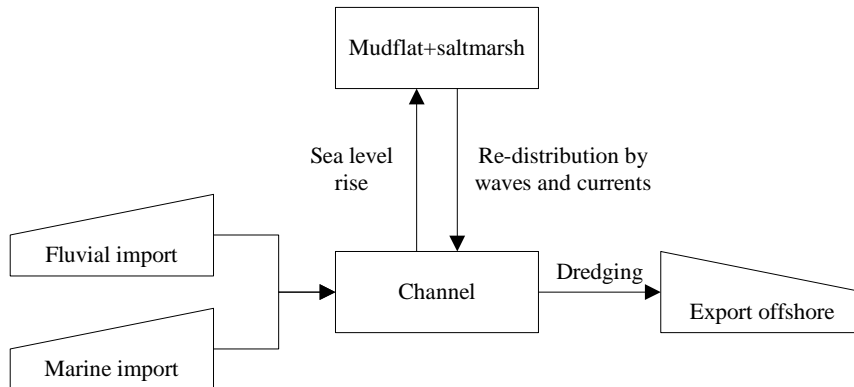 Mudflat+saltmarsh
Sea level
rise
Re-distribution by
waves and currents
Fluvial import
Channel
Dredging
Export offshore
Marine import